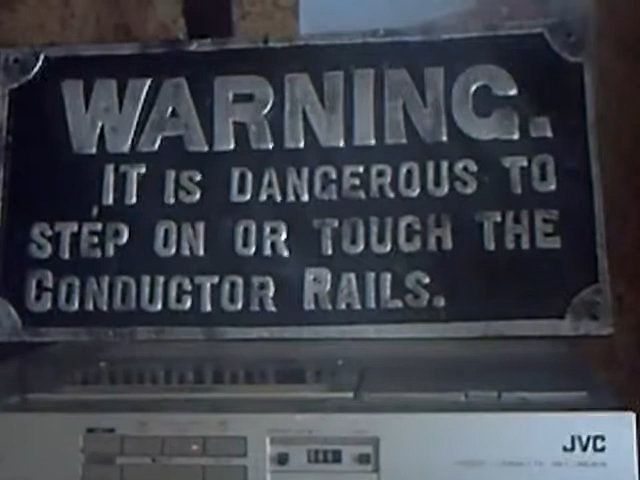 WARNING.
IT IS DANGEROUS TO
STEP ON OR TOUCH THE
CONDUCTOR RAILS.
JVC